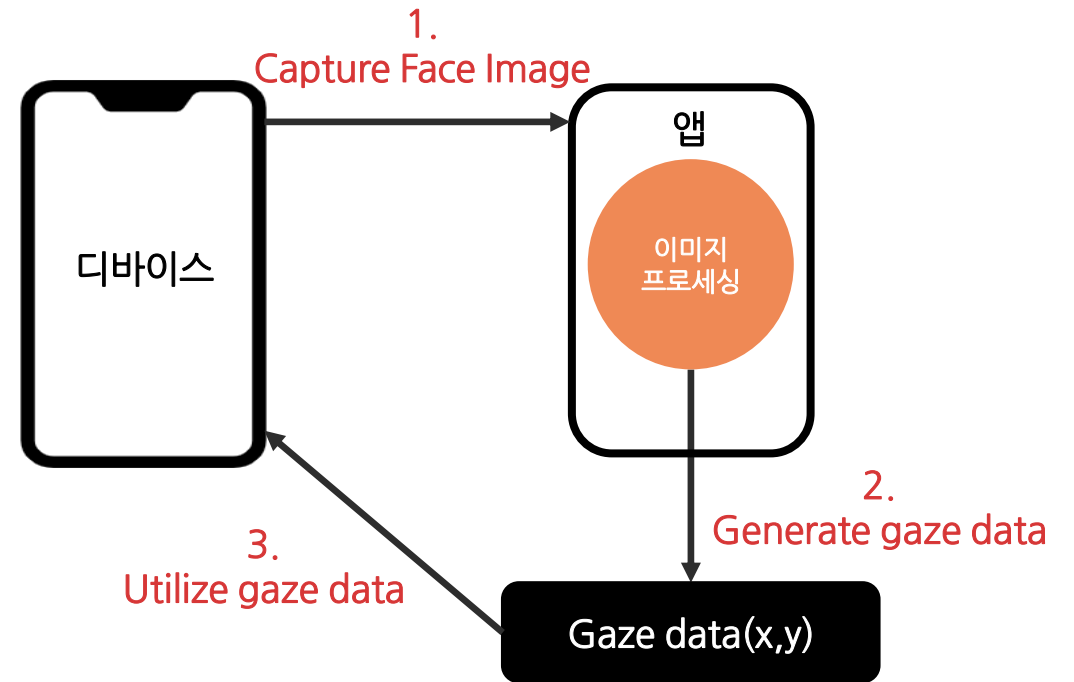 1.
Capture Face Image
앱
디바이스
이미지
프로세싱
2.
Generate gaze data
3.
Utilize gaze data
Gaze data(x,y)